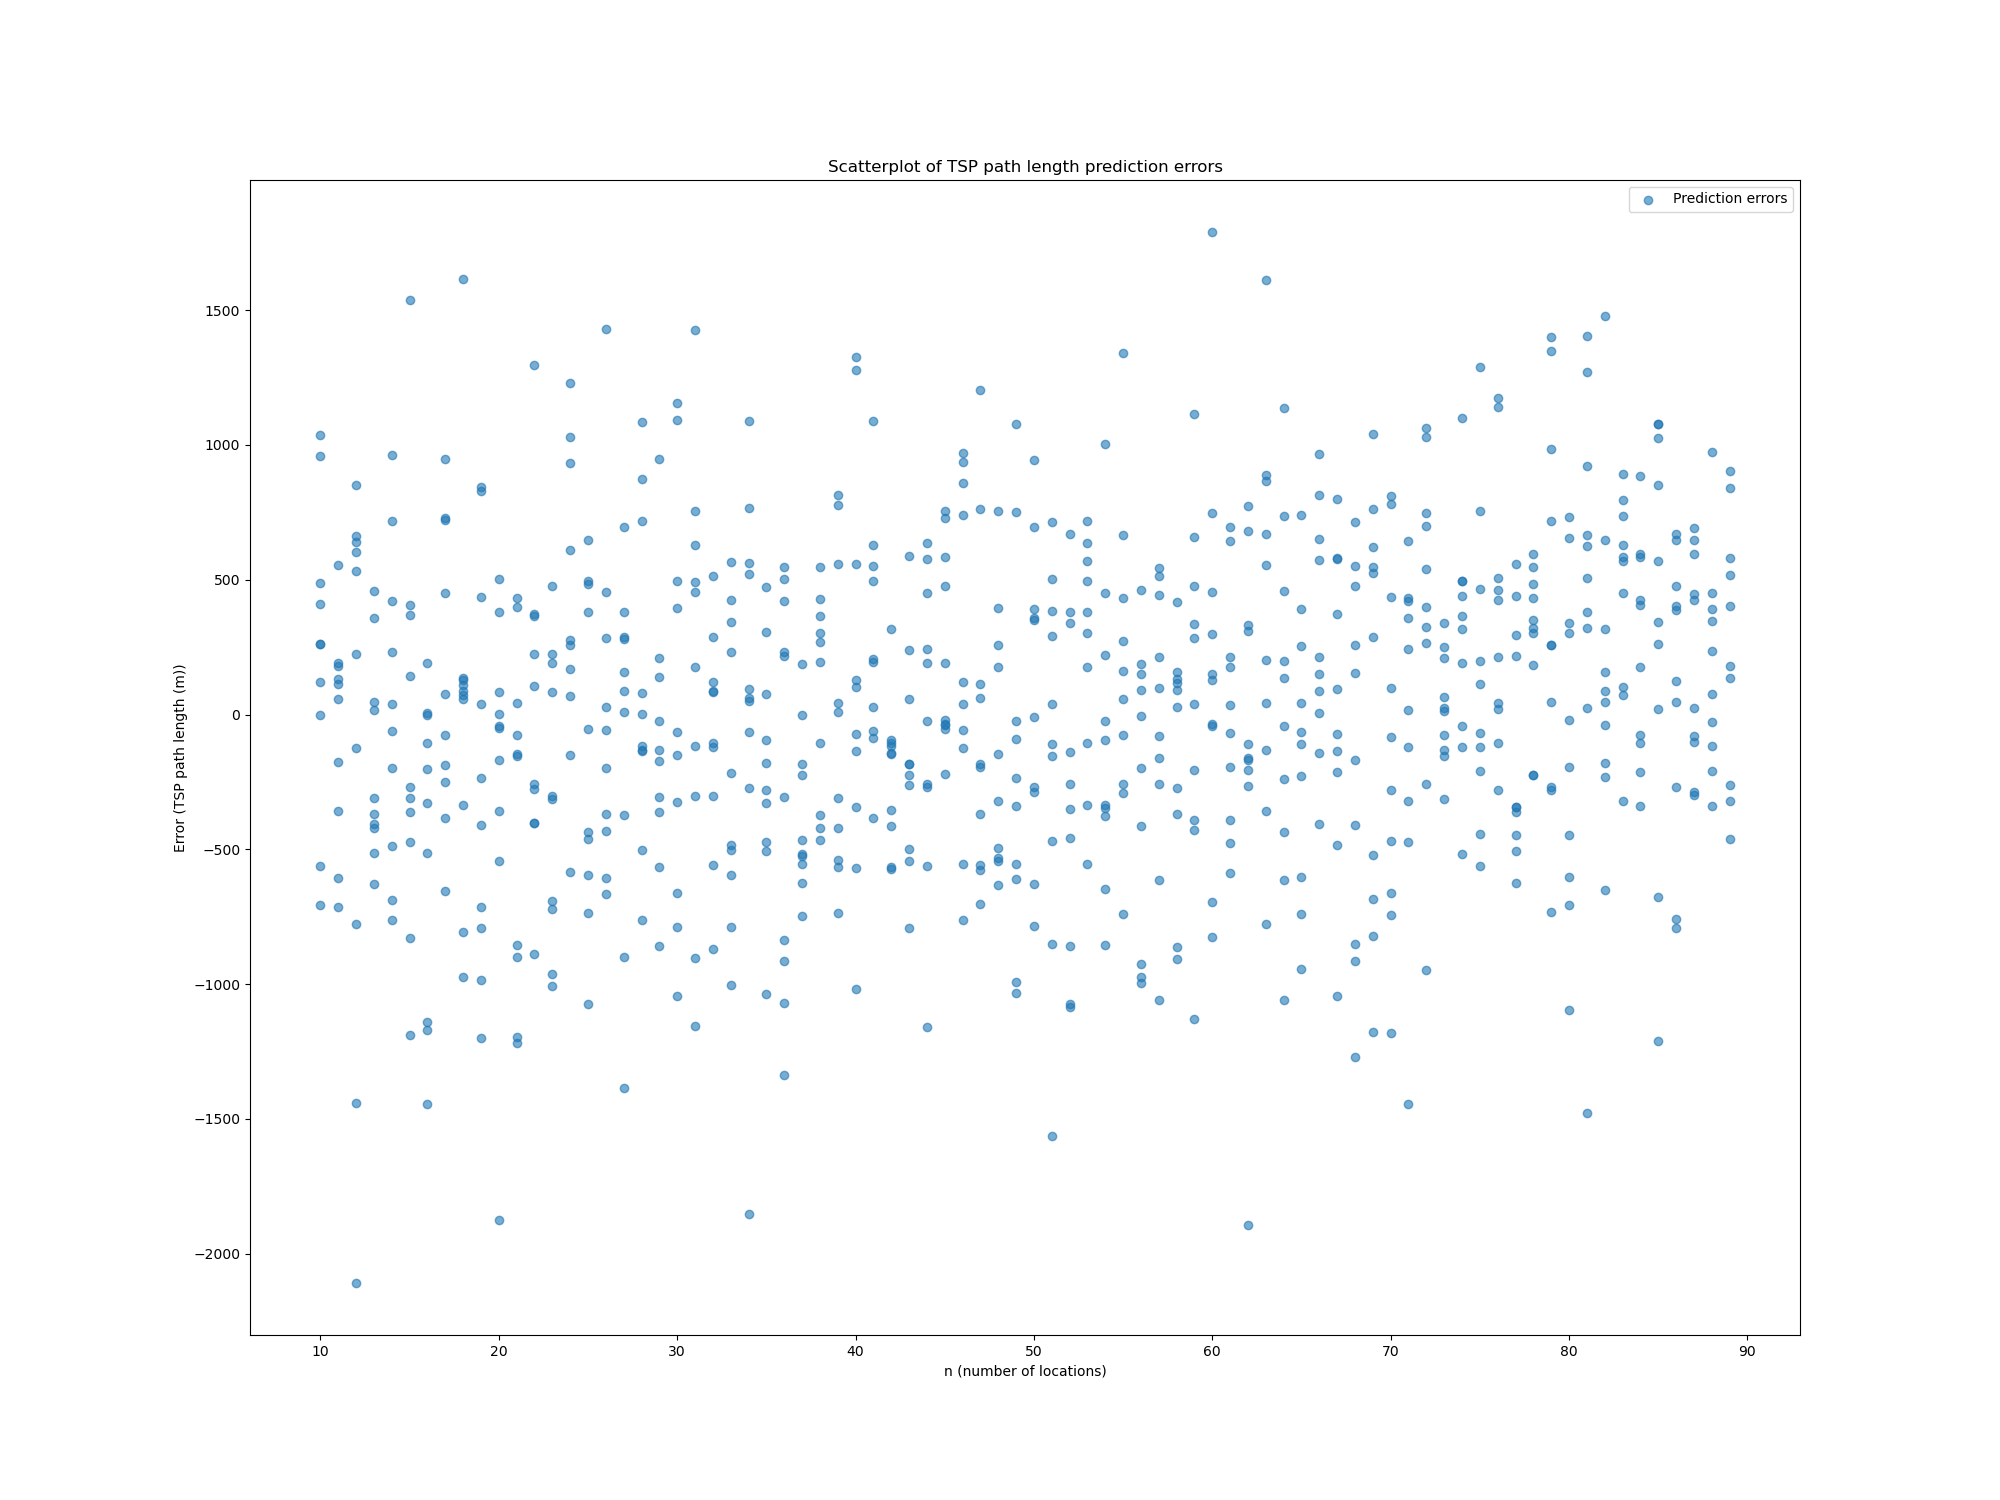 Scatterplot of TSP path length prediction errors
Prediction errors
1500
1000
500
0
−500
−1000
−1500
−2000
Error (TSP path length (m))
10 20 30 40 50 60 70 80 90
n (number of locations)